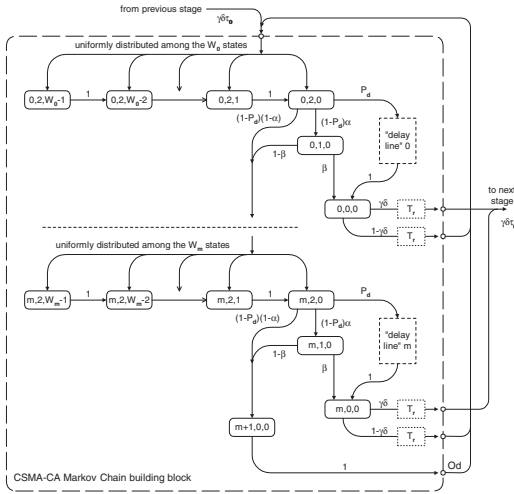 from previous stage
γδτ₀
uniformly distributed among the W₀ states
0,2,W₀-1
1
0,2,W₀-2
0,2,1
1
0,2,0
P_d
(1-P_d)(1-α)
(1-P_d)α
"delay
line" 0
0,1,0
1-β
β
1
to next
stage
0,0,0
γδ
T_r
1-γδ
T_r
uniformly distributed among the W_m states
m,2,W_m-1
1
m,2,W_m-2
m,2,1
1
m,2,0
P_d
(1-P_d)(1-α)
(1-P_d)α
"delay
line" m
m,1,0
1-β
β
1
m,0,0
γδ
T_r
1-γδ
T_r
m+1,0,0
1
Od
CSMA-CA Markov Chain building block